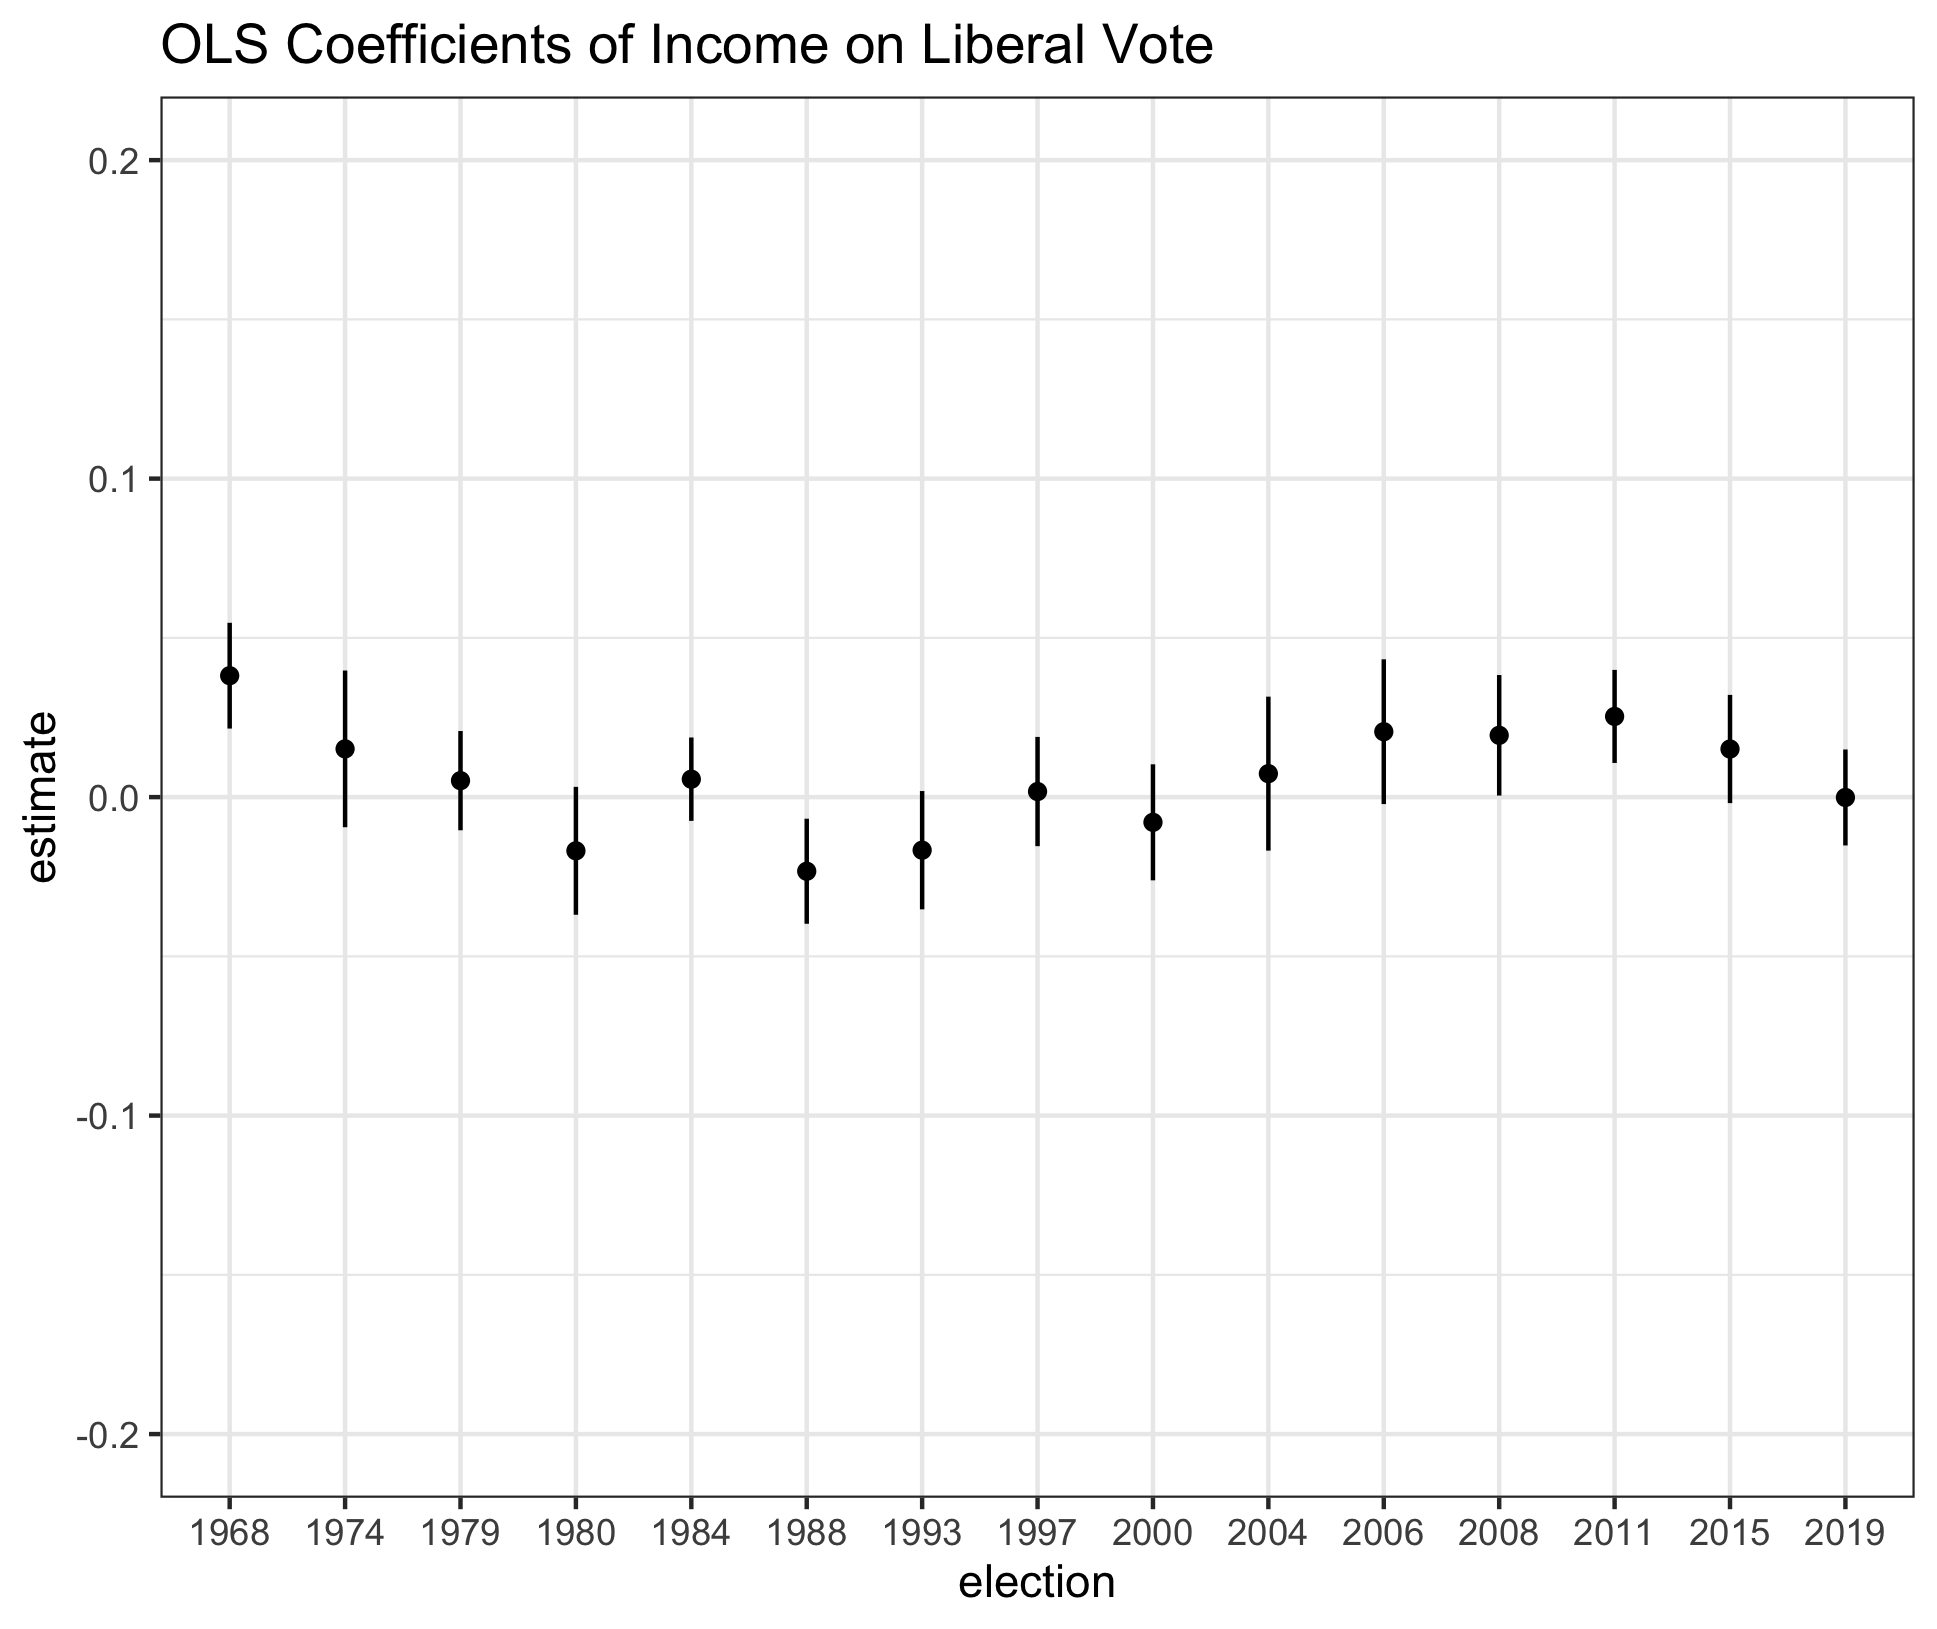 OLS Coefficients of Income on Liberal Vote
0.2
0.1
0.0
-0.1
-0.2
estimate
1968 1974 1979 1980 1984 1988 1993 1997 2000 2004 2006 2008 2011 2015 2019
election